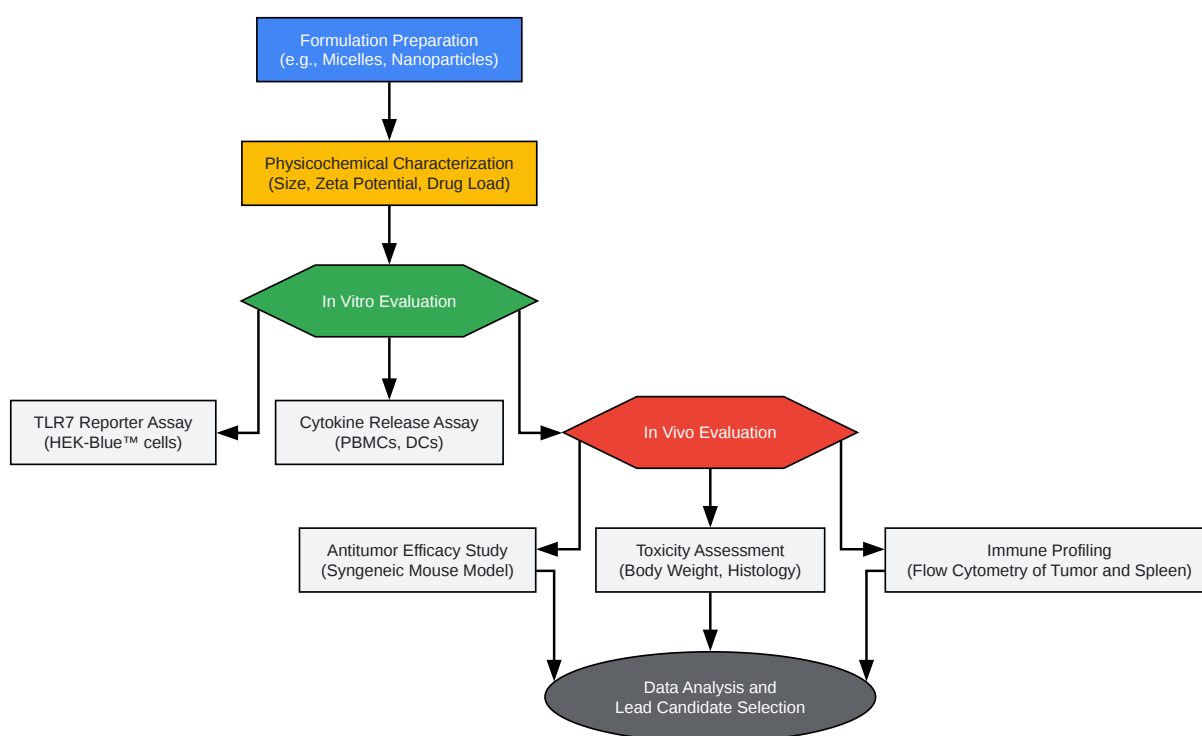 Formulation Preparation
(e.g., Micelles, Nanoparticles)
Physicochemical Characterization
(Size, Zeta Potential, Drug Load)
In Vitro Evaluation
TLR7 Reporter Assay
(HEK-Blue™ cells)
Cytokine Release Assay
(PBMCs, DCs)
In Vivo Evaluation
Antitumor Efficacy Study
(Syngeneic Mouse Model)
Toxicity Assessment
(Body Weight, Histology)
Immune Profiling
(Flow Cytometry of Tumor and Spleen)
Data Analysis and
Lead Candidate Selection